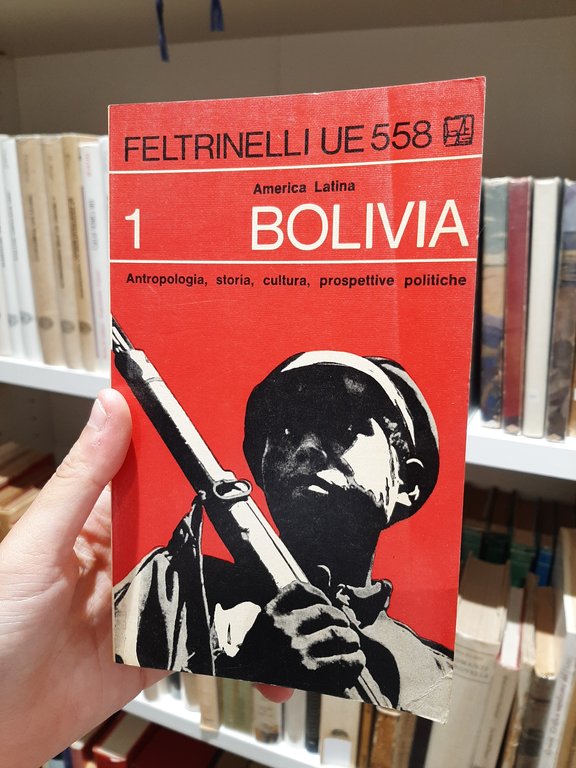 FELTRINELLI UE 558
America Latina
1 BOLIVIA
Antropologia, storia, cultura, prospettive politiche